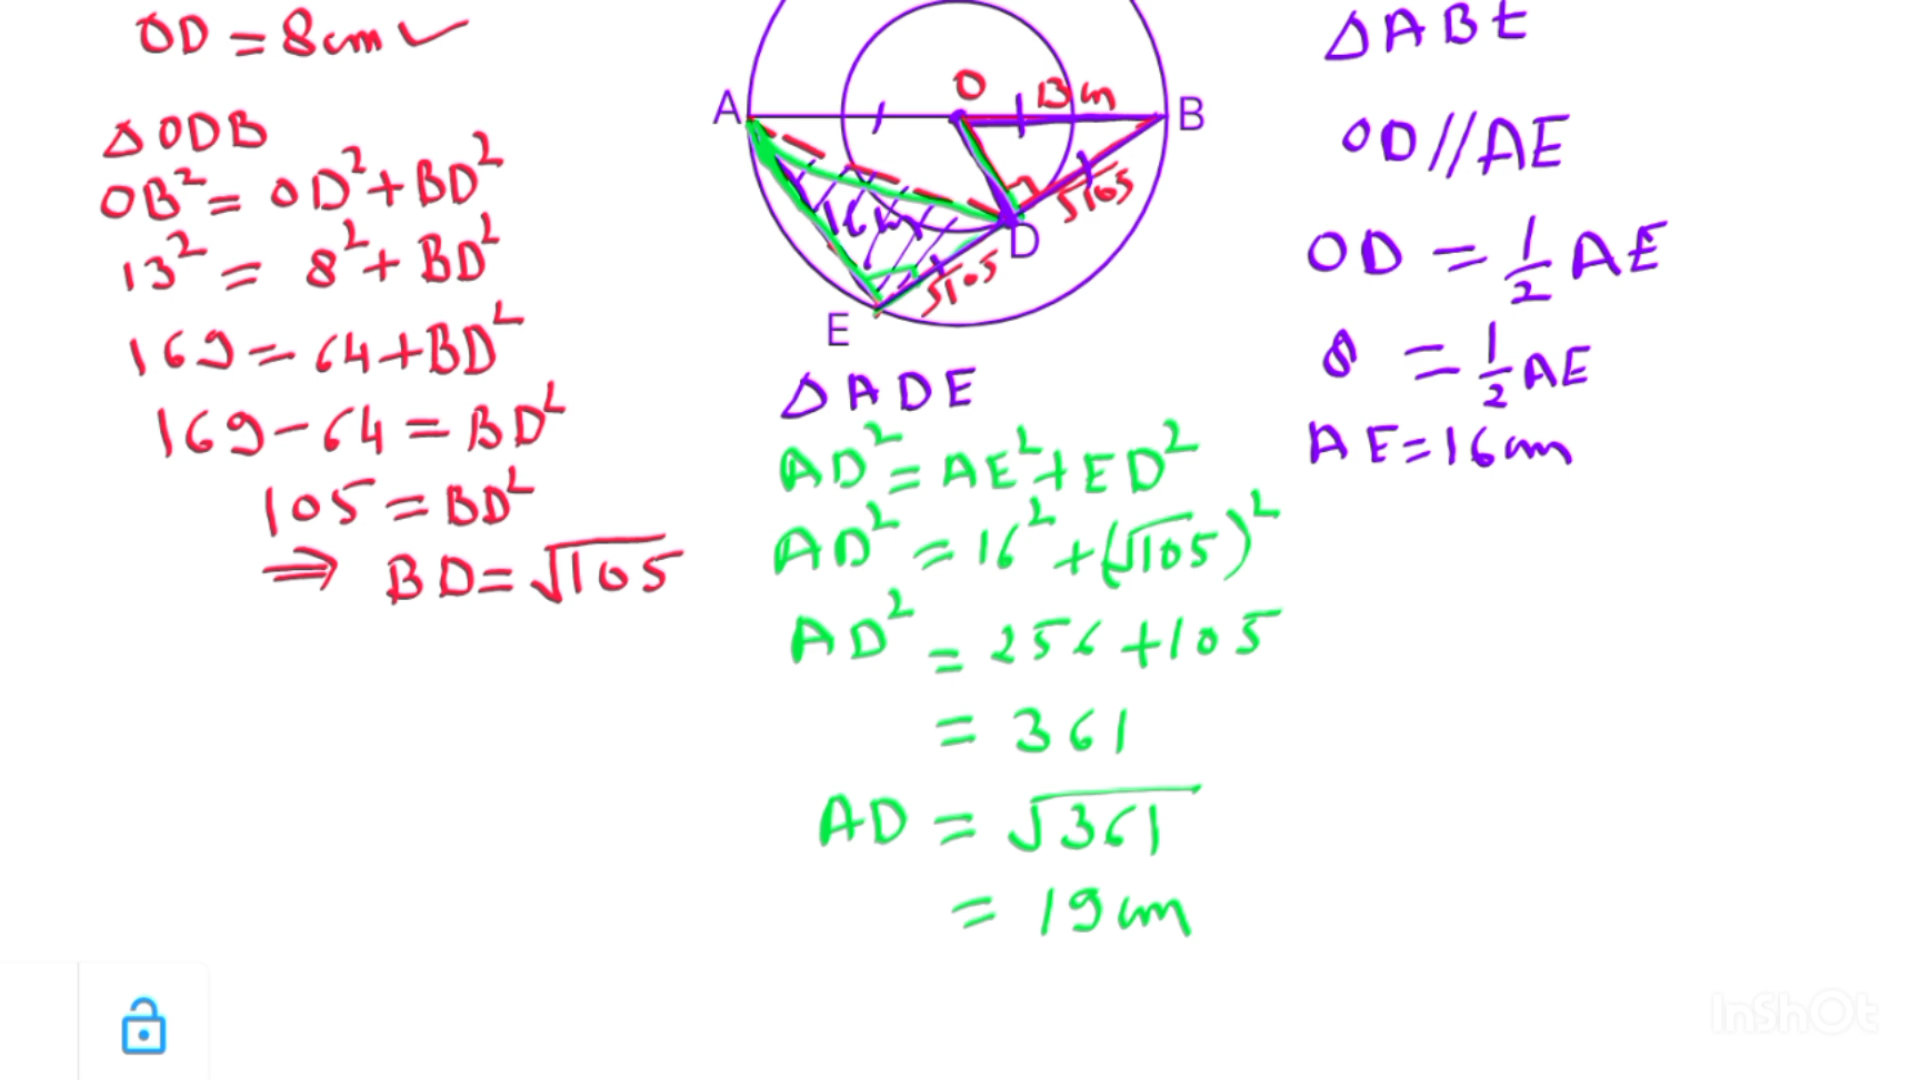 OD = 8cm ✓
ΔODB
OB² = OD² + BD²
13² = 8² + BD²
169 = 64 + BD²
169 - 64 = BD²
105 = BD²
⇒ BD = √105
A
O
13cm
B
16cm
√105
D
√105
E
ΔADE
AD² = AE² + ED²
AD² = 16² + (√105)²
AD² = 256 + 105
= 361
AD = √361
= 19cm
ΔABE
OD // AE
OD = 1/2 AE
8 = 1/2 AE
AE = 16cm
InShOt